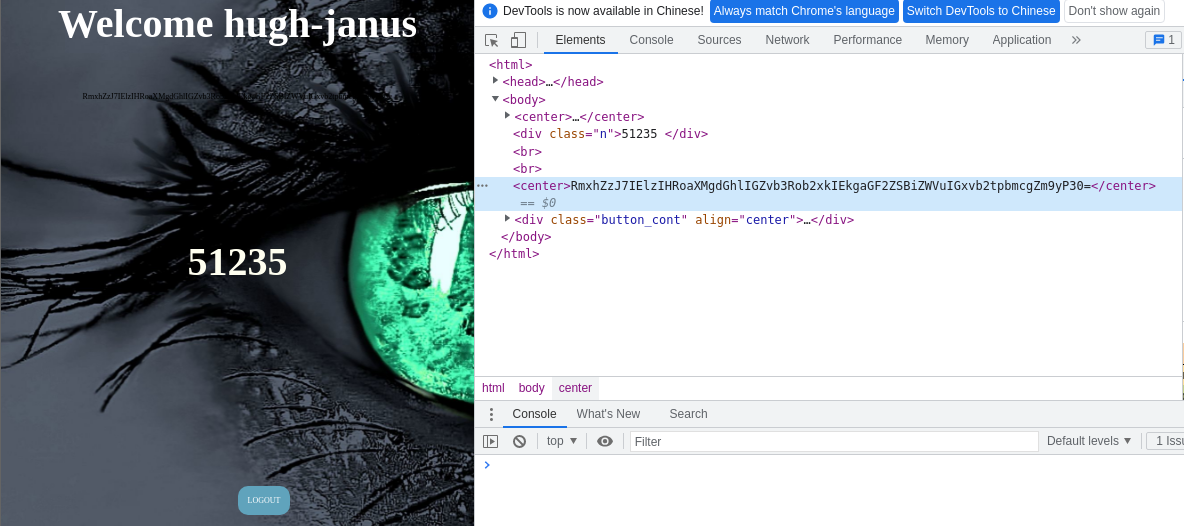 Welcome hugh-janus
51235
LOGOUT
DevTools is now available in Chinese! Always match Chrome's language Switch DevTools to Chinese Don't show again
Elements Console Sources Network Performance Memory Application » 1
<html>
<head>…</head>
<body>
<center>…</center>
<div class="n">51235 </div>
<br>
<br>
<center>RmxhZzJ7IElzIHRoaXMgdGhlIGZvb3Rob2xkIEkgaGF2ZSBiZWVuIGxvb2tpbmcgZm9yP30=</center>
== $0
<div class="button_cont" align="center">…</div>
</body>
</html>
html body center
Console What's New Search
top Filter Default levels 1 Issu